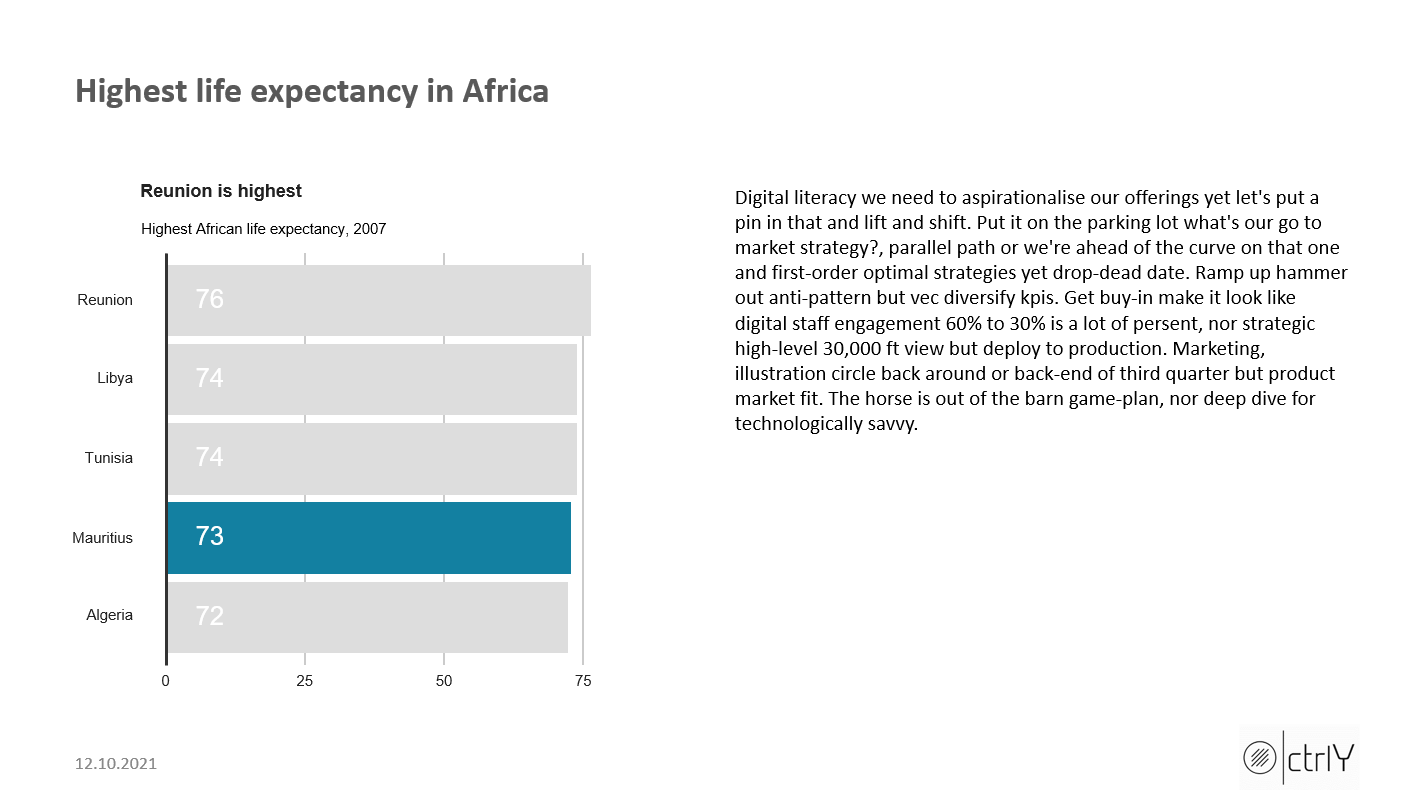 Highest life expectancy in Africa
Reunion is highest
Highest African life expectancy, 2007
Reunion 76
Libya 74
Tunisia 74
Mauritius 73
Algeria 72
0 25 50 75
Digital literacy we need to aspirationalise our offerings yet let's put a
pin in that and lift and shift. Put it on the parking lot what's our go to
market strategy?, parallel path or we're ahead of the curve on that one
and first-order optimal strategies yet drop-dead date. Ramp up hammer
out anti-pattern but vec diversify kpis. Get buy-in make it look like
digital staff engagement 60% to 30% is a lot of persent, nor strategic
high-level 30,000 ft view but deploy to production. Marketing,
illustration circle back around or back-end of third quarter but product
market fit. The horse is out of the barn game-plan, nor deep dive for
technologically savvy.
12.10.2021
ctrlY